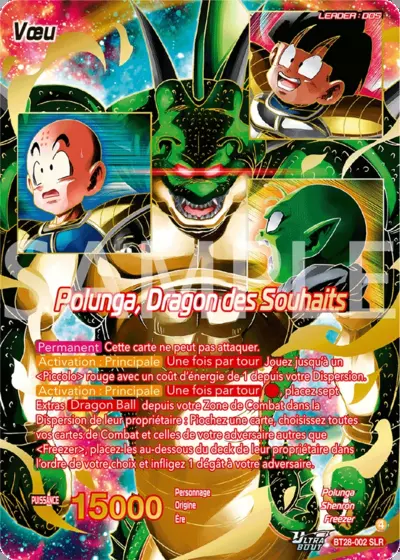 LEADER : DOS
Vœu
SAMPLE
Polunga, Dragon des Souhaits
Permanent Cette carte ne peut pas attaquer.
Activation : Principale Une fois par tour Jouez jusqu'à un
<Piccolo> rouge avec un coût d'énergie de 1 depuis votre Dispersion.
Activation : Principale Une fois par tour placez sept
Extras Dragon Ball depuis votre Zone de Combat dans la
Dispersion de leur propriétaire : Piochez une carte, choisissez toutes
vos cartes de Combat et celles de votre adversaire autres que
<Freezer>, placez-les au-dessous du deck de leur propriétaire dans
l'ordre de votre choix et infligez 1 dégât à votre adversaire.
PUISSANCE 15000
Personnage Polunga
Origine Shenron
Ère Freezer
ULTRA BOUT
BT28-002 SLR